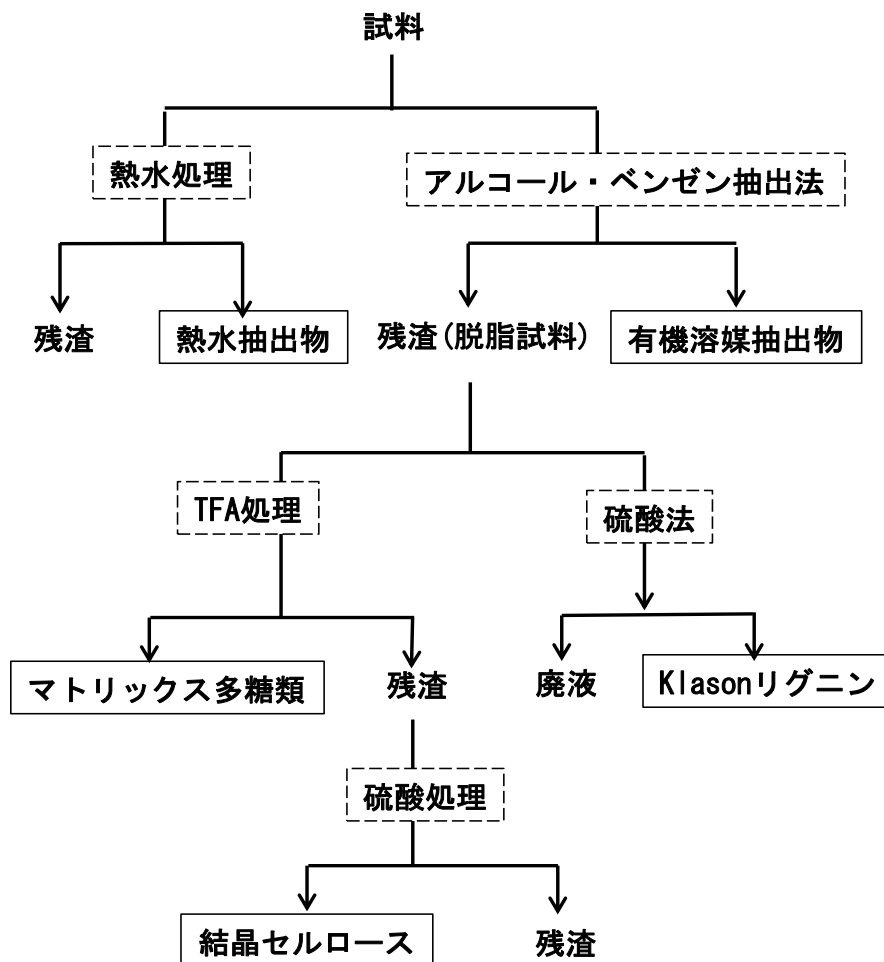 試料
熱水処理
アルコール・ベンゼン抽出法
残渣
熱水抽出物
残渣(脱脂試料)
有機溶媒抽出物
TFA処理
硫酸法
マトリックス多糖類
残渣
廃液
Klasonリグニン
硫酸処理
結晶セルロース
残渣